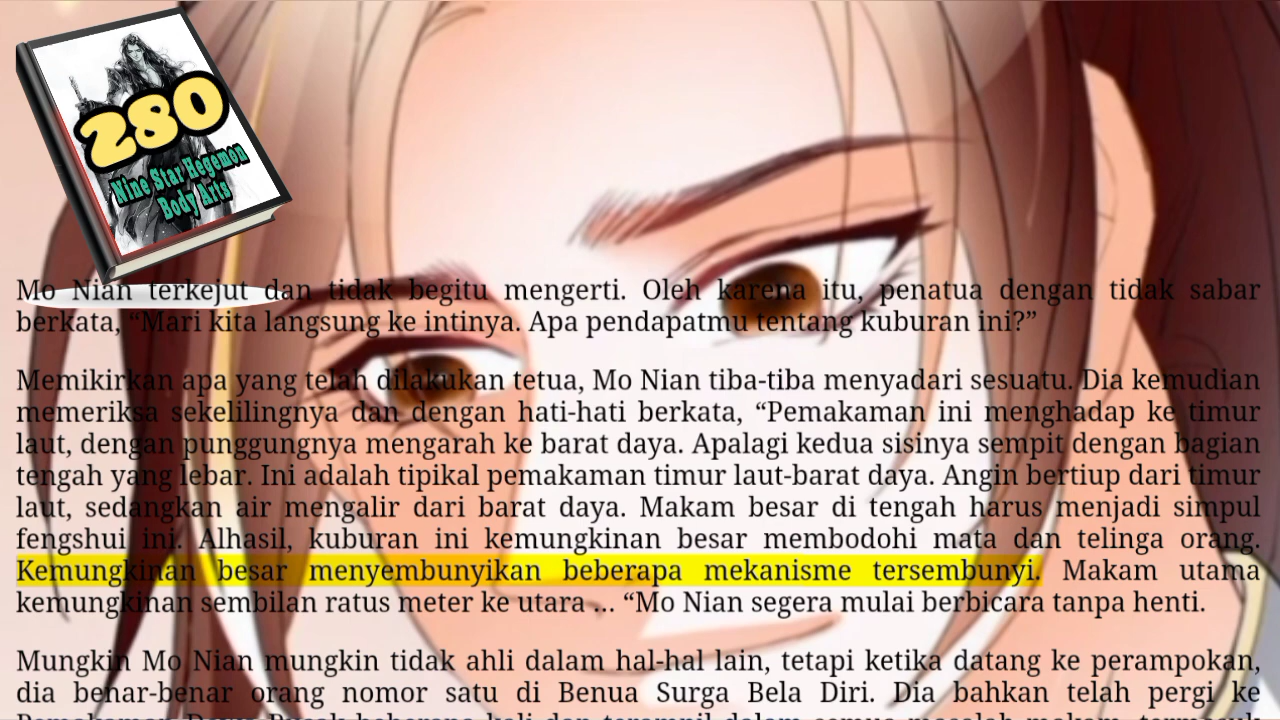 280
Nine Star Hegemon
Body Arts
Mo Nian terkejut dan tidak begitu mengerti. Oleh karena itu, penatua dengan tidak sabar
berkata, “Mari kita langsung ke intinya. Apa pendapatmu tentang kuburan ini?”
Memikirkan apa yang telah dilakukan tetua, Mo Nian tiba-tiba menyadari sesuatu. Dia kemudian
memeriksa sekelilingnya dan dengan hati-hati berkata, “Pemakaman ini menghadap ke timur
laut, dengan punggungnya mengarah ke barat daya. Apalagi kedua sisinya sempit dengan bagian
tengah yang lebar. Ini adalah tipikal pemakaman timur laut-barat daya. Angin bertiup dari timur
laut, sedangkan air mengalir dari barat daya. Makam besar di tengah harus menjadi simpul
fengshui ini. Alhasil, kuburan ini kemungkinan besar membodohi mata dan telinga orang.
Kemungkinan besar menyembunyikan beberapa mekanisme tersembunyi. Makam utama
kemungkinan sembilan ratus meter ke utara ... “Mo Nian segera mulai berbicara tanpa henti.
Mungkin Mo Nian mungkin tidak ahli dalam hal-hal lain, tetapi ketika datang ke perampokan,
dia benar-benar orang nomor satu di Benua Surga Bela Diri. Dia bahkan telah pergi ke